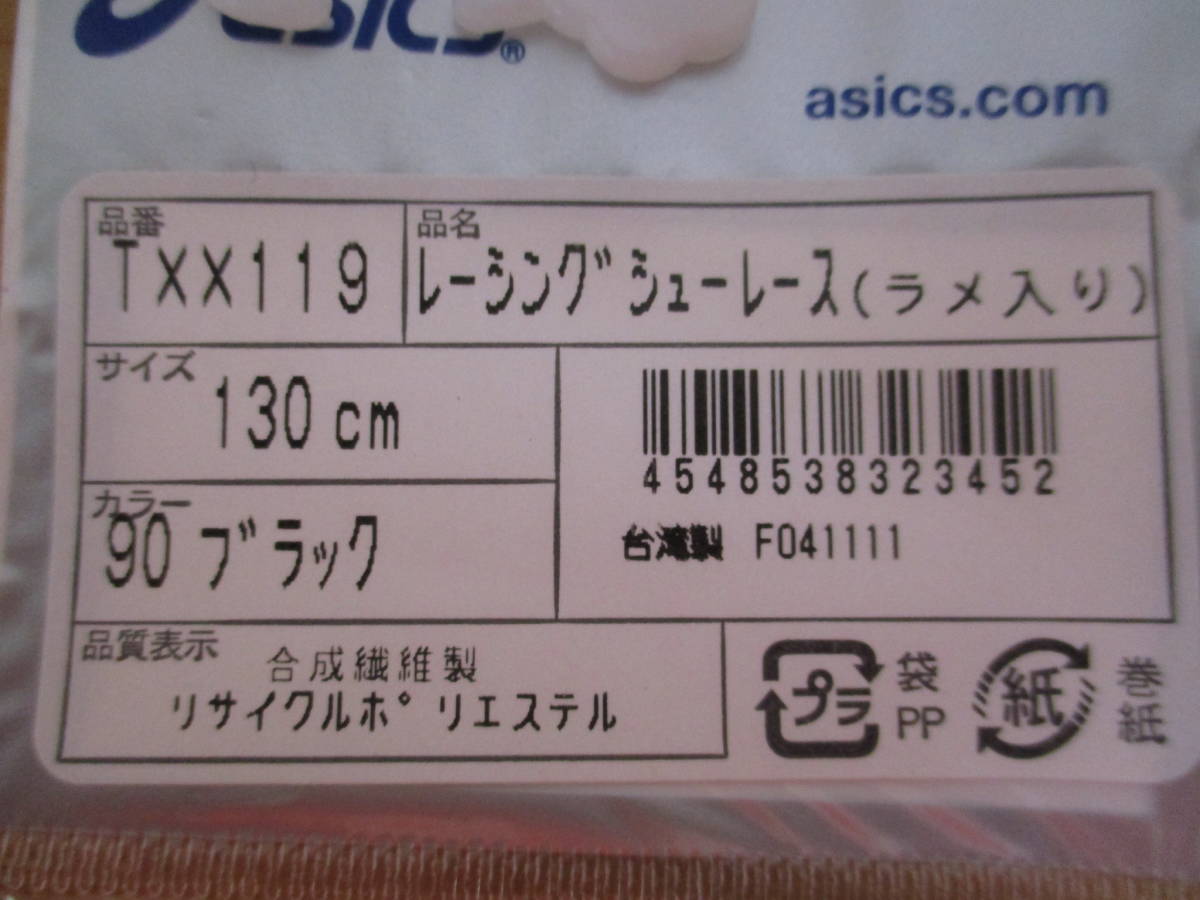 asics®
asics.com
品番
TXX119
品名
レーシングシューレース(ラメ入り)
サイズ
130cm
カラー
90 ブラック
4548538323452
台湾製 F041111
品質表示
合成繊維製
リサイクルポリエステル
プラ
袋
PP
紙
巻
紙